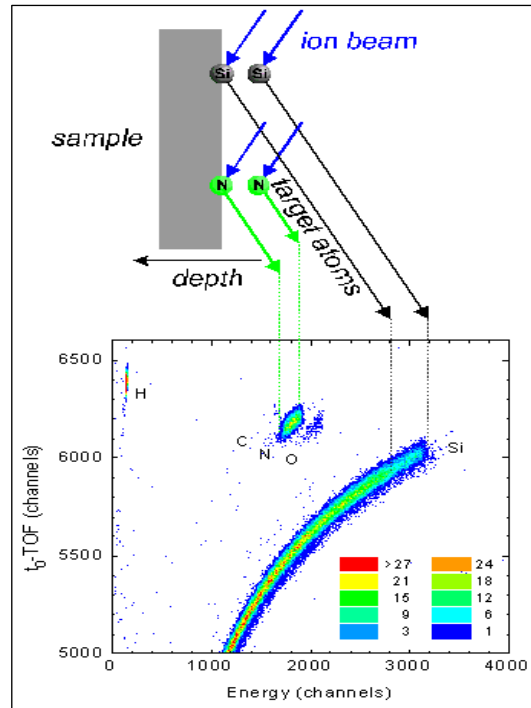 ion beam
Si Si
sample
N N
target atoms
depth
6500
H
C
N
O
6000
Si
5500
>27 24
21 18
15 12
9 6
3 1
5000
0 1000 2000 3000 4000
t0-TOF (channels)
Energy (channels)